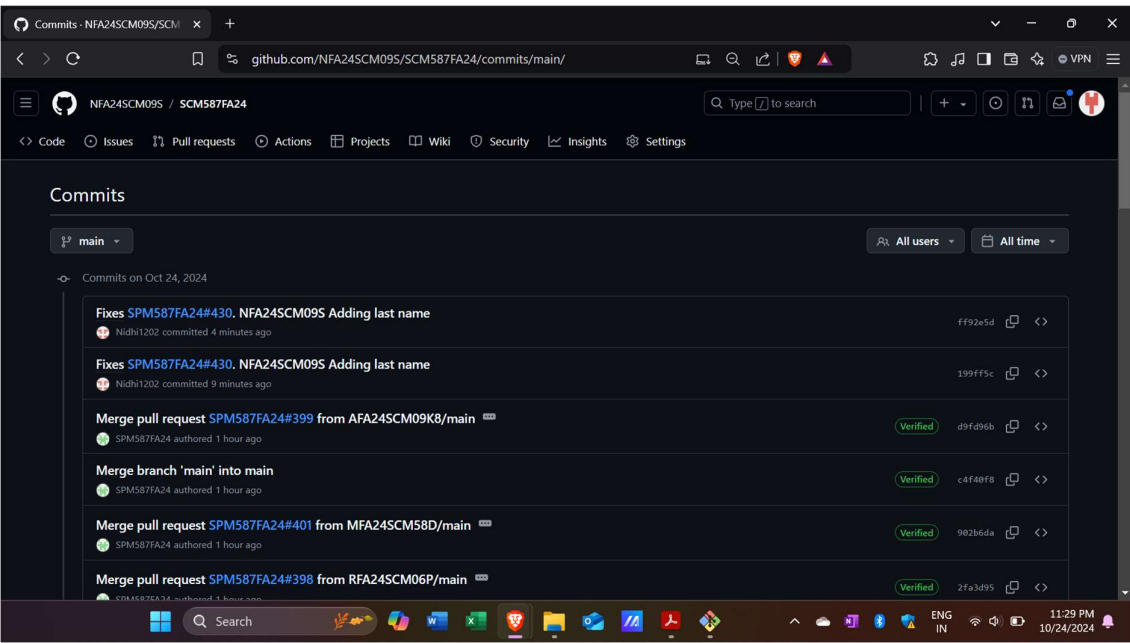 Commits · NFA24SCM09S/SCM
github.com/NFA24SCM09S/SCM587FA24/commits/main/
VPN
NFA24SCM09S / SCM587FA24
Type / to search
Code Issues Pull requests Actions Projects Wiki Security Insights Settings
Commits
main All users All time
Commits on Oct 24, 2024
Fixes SPM587FA24#430. NFA24SCM09S Adding last name
Nidhi1202 committed 4 minutes ago
ff92e5d
Fixes SPM587FA24#430. NFA24SCM09S Adding last name
Nidhi1202 committed 9 minutes ago
199ff5c
Merge pull request SPM587FA24#399 from AFA24SCM09K8/main
SPM587FA24 authored 1 hour ago
Verified d9fd96b
Merge branch 'main' into main
SPM587FA24 authored 1 hour ago
Verified c4f40f8
Merge pull request SPM587FA24#401 from MFA24SCM58D/main
SPM587FA24 authored 1 hour ago
Verified 902b6da
Merge pull request SPM587FA24#398 from RFA24SCM06P/main
SPM587FA24 authored 1 hour ago
Verified 2fa3d95
Search
ENG
IN
11:29 PM
10/24/2024